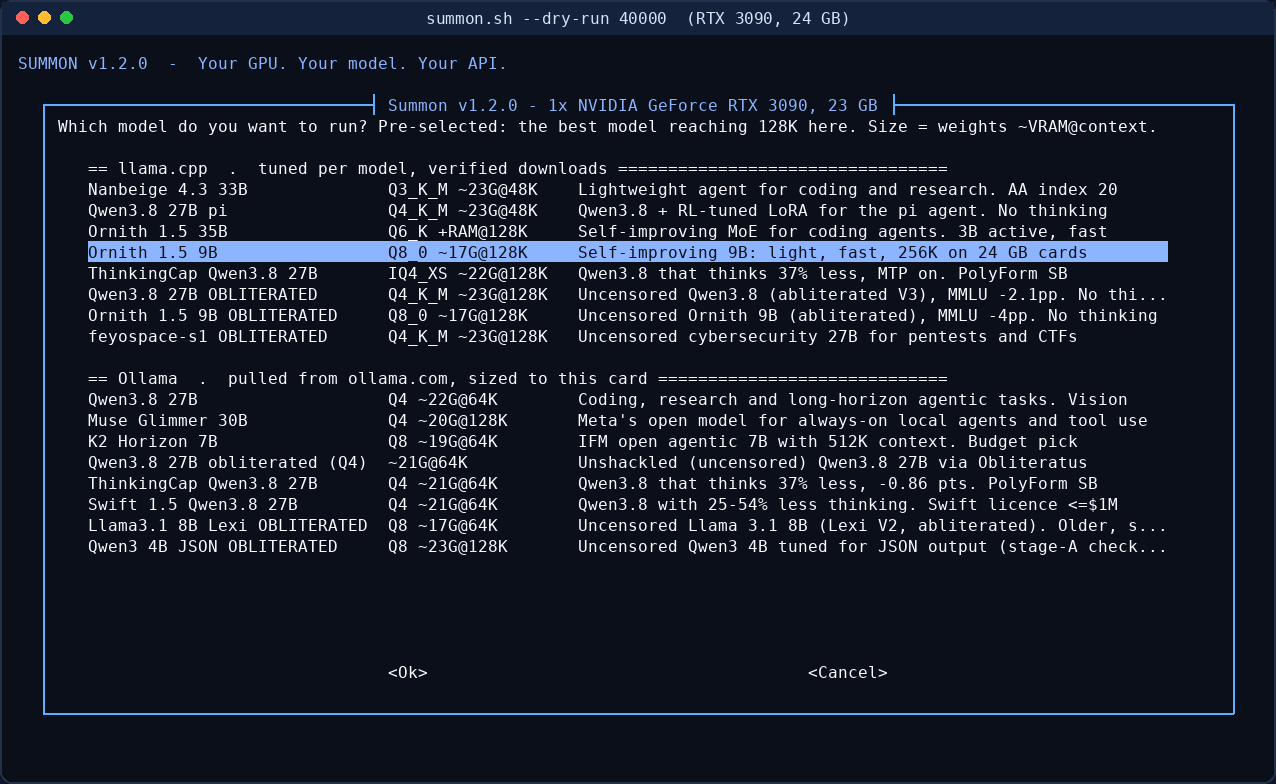 summon.sh --dry-run 40000  (RTX 3090, 24 GB)
SUMMON v1.2.0  -  Your GPU. Your model. Your API.
Summon v1.2.0 - 1x NVIDIA GeForce RTX 3090, 23 GB
Which model do you want to run? Pre-selected: the best model reaching 128K here. Size = weights ~VRAM@context.
== llama.cpp  .  tuned per model, verified downloads =================================
Nanbeige 4.3 33B              Q3_K_M ~23G@48K    Lightweight agent for coding and research. AA index 20
Qwen3.8 27B pi                Q4_K_M ~23G@48K    Qwen3.8 + RL-tuned LoRA for the pi agent. No thinking
Ornith 1.5 35B                Q6_K +RAM@128K     Self-improving MoE for coding agents. 3B active, fast
Ornith 1.5 9B                 Q8_0 ~17G@128K     Self-improving 9B: light, fast, 256K on 24 GB cards
ThinkingCap Qwen3.8 27B       IQ4_XS ~22G@128K   Qwen3.8 that thinks 37% less, MTP on. PolyForm SB
Qwen3.8 27B OBLITERATED       Q4_K_M ~23G@128K   Uncensored Qwen3.8 (abliterated V3), MMLU -2.1pp. No thi...
Ornith 1.5 9B OBLITERATED     Q8_0 ~17G@128K     Uncensored Ornith 9B (abliterated), MMLU -4pp. No thinking
feyospace-s1 OBLITERATED      Q4_K_M ~23G@128K   Uncensored cybersecurity 27B for pentests and CTFs
== Ollama  .  pulled from ollama.com, sized to this card =============================
Qwen3.8 27B                   Q4 ~22G@64K        Coding, research and long-horizon agentic tasks. Vision
Muse Glimmer 30B              Q4 ~20G@128K       Meta's open model for always-on local agents and tool use
K2 Horizon 7B                 Q8 ~19G@64K        IFM open agentic 7B with 512K context. Budget pick
Qwen3.8 27B obliterated (Q4)  ~21G@64K           Unshackled (uncensored) Qwen3.8 27B via Obliteratus
ThinkingCap Qwen3.8 27B       Q4 ~21G@64K        Qwen3.8 that thinks 37% less, -0.86 pts. PolyForm SB
Swift 1.5 Qwen3.8 27B         Q4 ~21G@64K        Qwen3.8 with 25-54% less thinking. Swift licence <=$1M
Llama3.1 8B Lexi OBLITERATED  Q8 ~17G@64K        Uncensored Llama 3.1 8B (Lexi V2, abliterated). Older, s...
Qwen3 4B JSON OBLITERATED     Q8 ~23G@128K       Uncensored Qwen3 4B tuned for JSON output (stage-A check...
<Ok>                                      <Cancel>